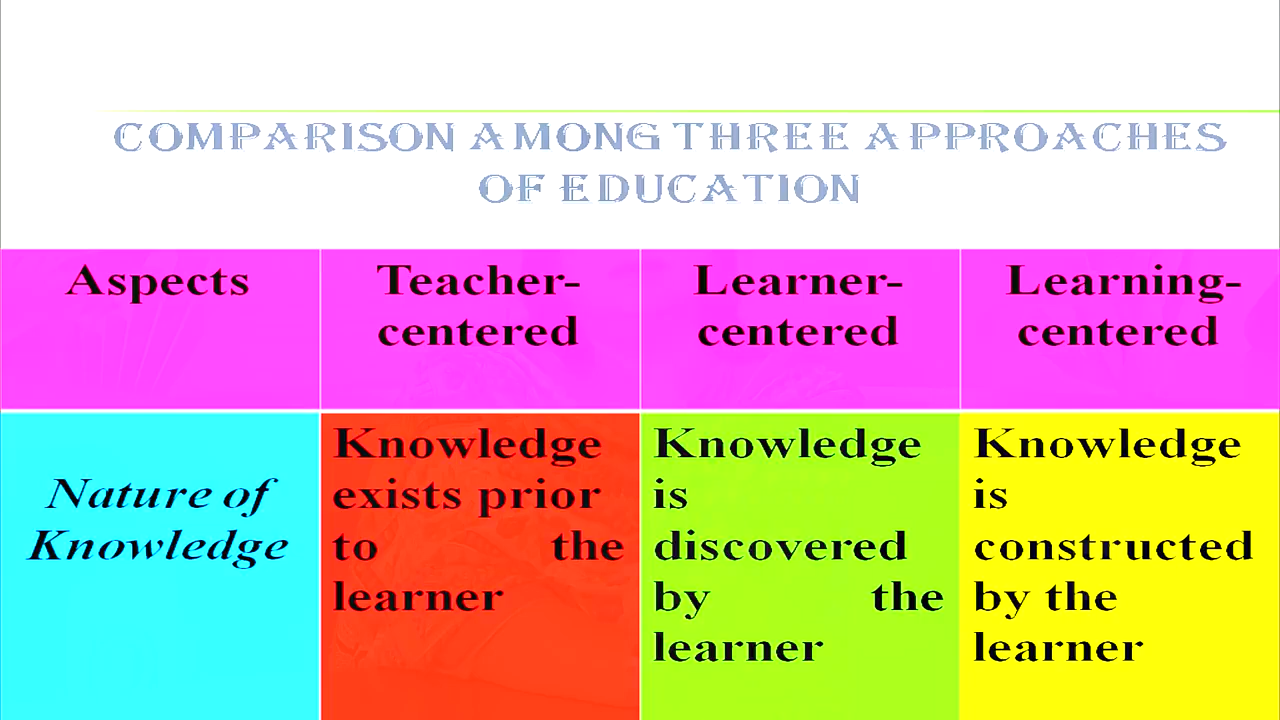 COMPARISON AMONG THREE APPROACHES
OF EDUCATION
Aspects
Teacher-
centered
Learner-
centered
Learning-
centered
Nature of
Knowledge
Knowledge
exists prior
to the
learner
Knowledge
is
discovered
by the
learner
Knowledge
is
constructed
by the
learner